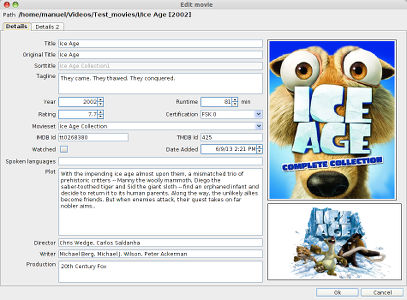 Edit movie
Path /home/manuel/Videos/Test_movies/I/Ice Age [2002]
Details Details 2
Title Ice Age
Original Title Ice Age
Sorttitle Ice Age Collection1
Tagline They came. They thawed. They conquered.
Year 2002 Runtime 81 min
Rating 7.7 Certification FSK 0
Movieset Ice Age Collection
IMDB Id tt0268380 TMDB Id 425
Watched Date Added 6/9/13 2:21 PM
Spoken languages
Plot With the impending ice age almost upon them, a mismatched trio of
prehistoric critters – Manny the woolly mammoth, Diego the
saber-toothed tiger and Sid the giant sloth – find an orphaned infant and
decide to return it to its human parents. Along the way, the unlikely allies
become friends. But when enemies attack, their quest takes on far
nobler aims..
Director Chris Wedge, Carlos Saldanha
Writer Michael Berg, Michael J. Wilson, Peter Ackerman
Production 20th Century Fox
ICE
AGE
COMPLETE COLLECTION
ICE
AGE
Ok Cancel